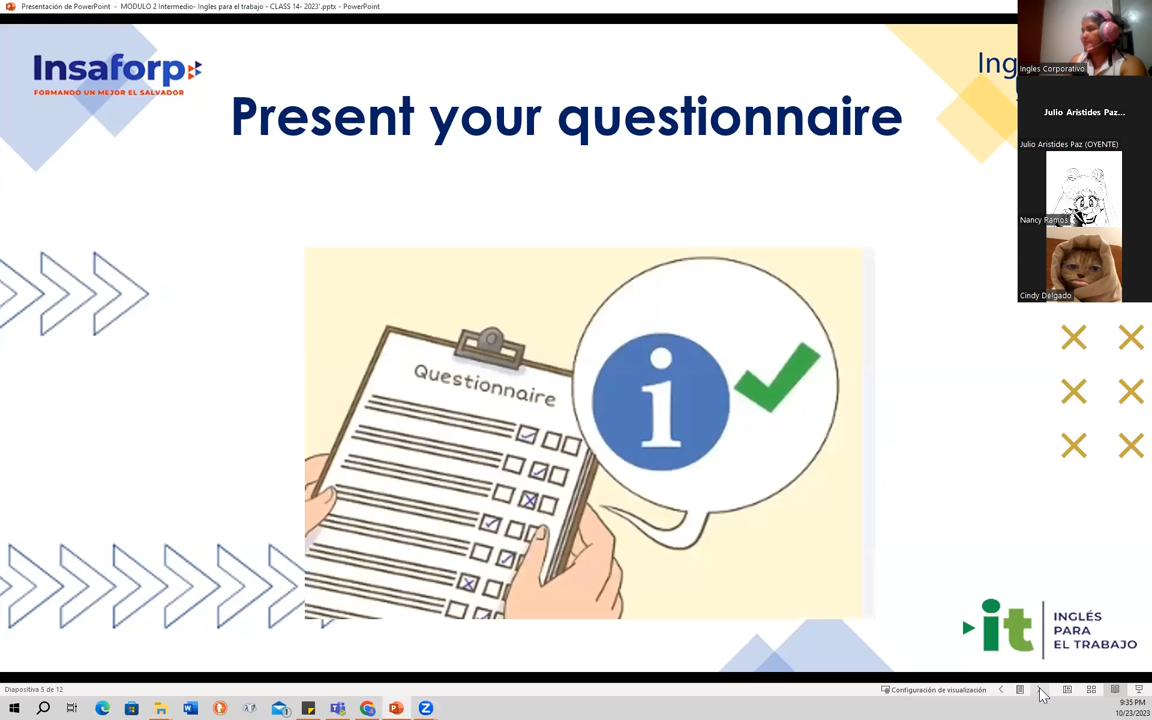 Presentación de PowerPoint - MODULO 2 Intermedio- Ingles para el trabajo - CLASS 14- 2023'.pptx - PowerPoint
Insaforp
FORMANDO UN MEJOR EL SALVADOR
Ing
Present your questionnaire
Ingles Corporativo
Julio Aristides Paz...
Julio Aristides Paz (OYENTE)
Nancy Ramos
Cindy Delgado
Questionnaire
i
it
INGLÉS
PARA
EL TRABAJO
Diapositiva 5 de 12
Configuración de visualización
9:35 PM
10/23/2023